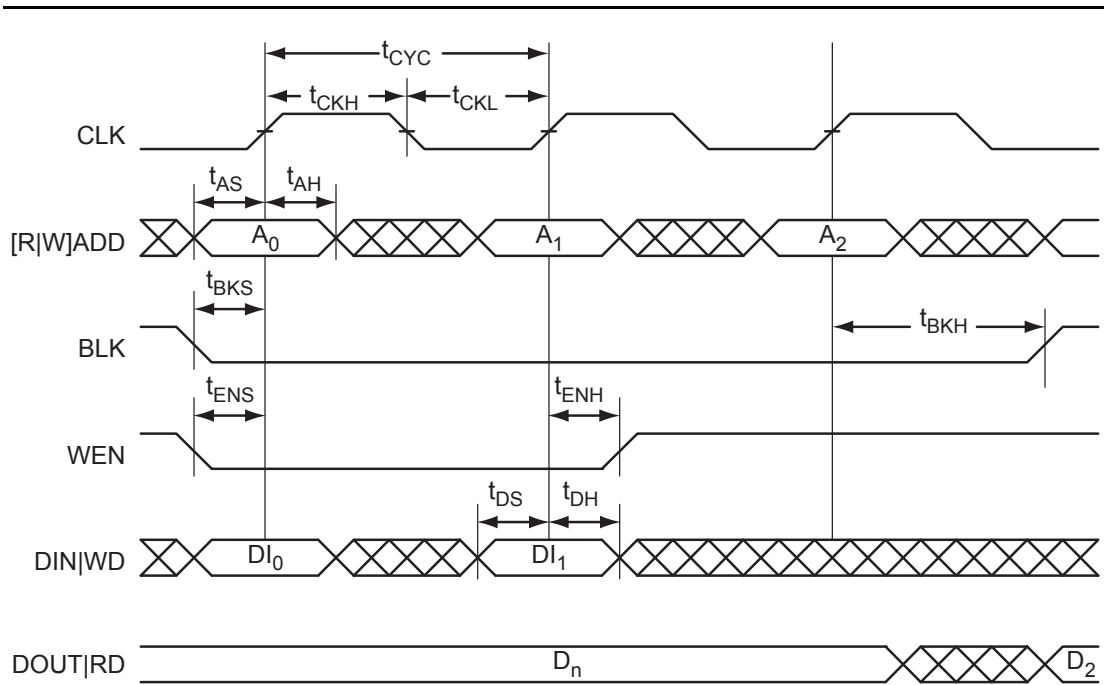 tCYC
tCKH tCKL
CLK
tAS tAH
[R|W]ADD A0 A1 A2
tBKS
tBKH
BLK
tENS tENH
WEN
tDS tDH
DIN|WD DI0 DI1
DOUT|RD Dn D2